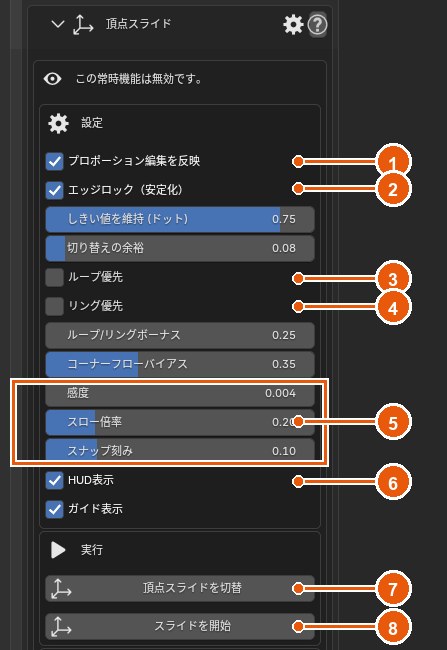 頂点スライド
この常時機能は無効です。
設定
プロポーション編集を反映 1
エッジロック（安定化） 2
しきい値を維持 (ドット) 0.75
切り替えの余裕 0.08
ループ優先 3
リング優先 4
ループ/リングボーナス 0.25
コーナーフローバイアス 0.35
感度 0.004
スロー倍率 0.20 5
スナップ刻み 0.10
HUD表示 6
ガイド表示
実行
頂点スライドを切替 7
スライドを開始 8